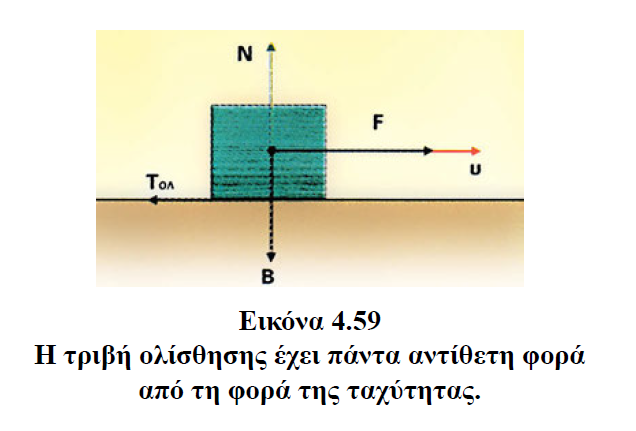 N
F
υ
Τολ
B
Εικόνα 4.59
Η τριβή ολίσθησης έχει πάντα αντίθετη φορά
από τη φορά της ταχύτητας.